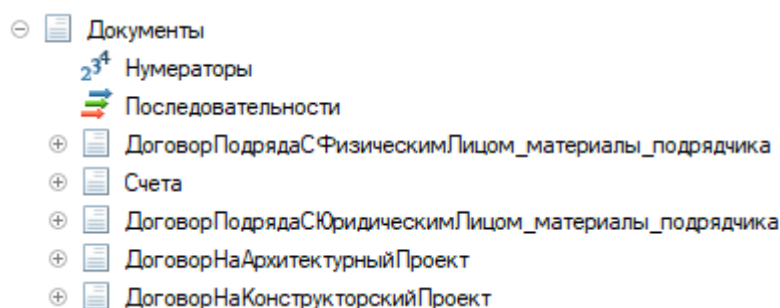 Документы
Нумераторы
Последовательности
ДоговорПодрядаСФизическимЛицом_материалы_подрядчика
Счета
ДоговорПодрядаСЮридическимЛицом_материалы_подрядчика
ДоговорНаАрхитектурныйПроект
ДоговорНаКонструкторскийПроект